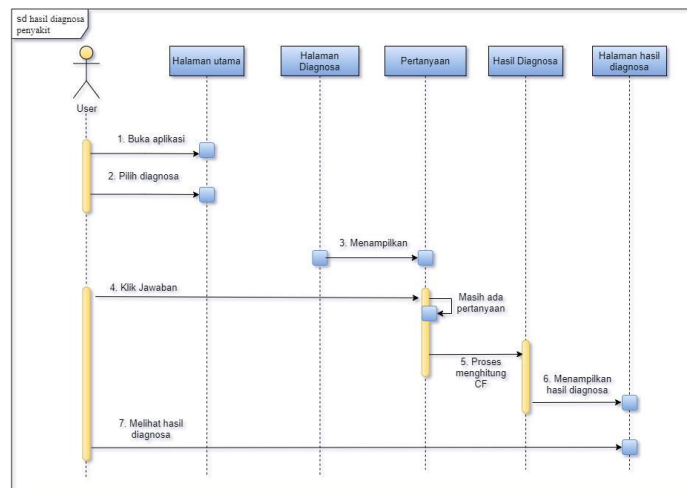 sd hasil diagnosa
penyakit
User
Halaman utama
Halaman
Diagnosa
Pertanyaan
Hasil Diagnosa
Halaman hasil
diagnosa
1. Buka aplikasi
2. Pilih diagnosa
3. Menampilkan
4. Klik Jawaban
Masih ada
pertanyaan
5. Proses
menghitung
CF
6. Menampilkan
hasil diagnosa
7. Melihat hasil
diagnosa